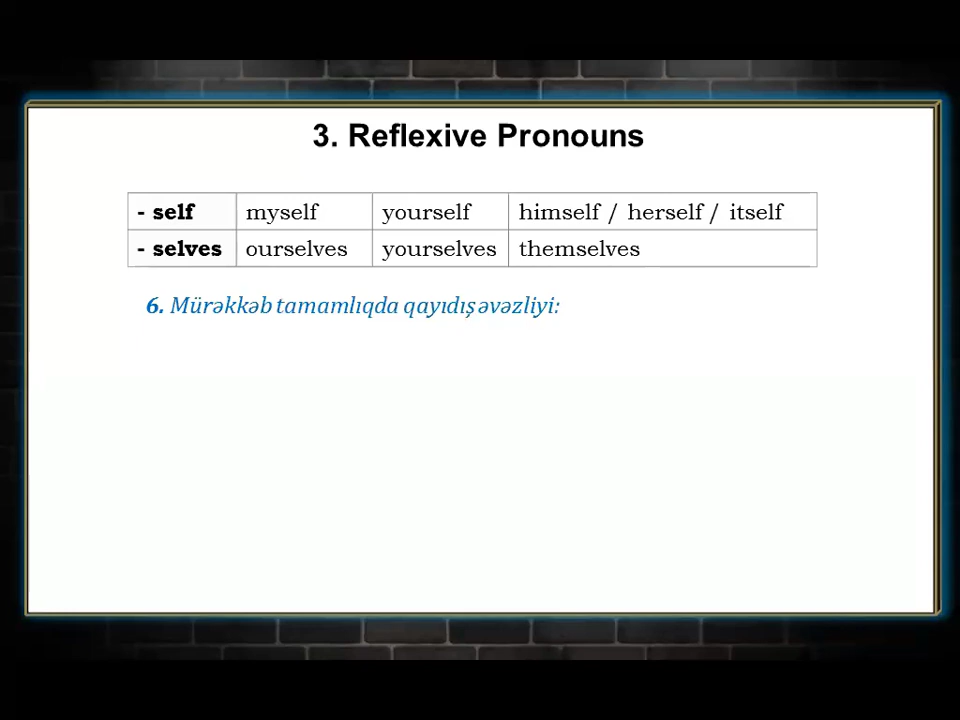 3. Reflexive Pronouns
- self myself yourself himself / herself / itself
- selves ourselves yourselves themselves
6. Mürəkkəb tamamlıqda qayıdış əvəzliyi: